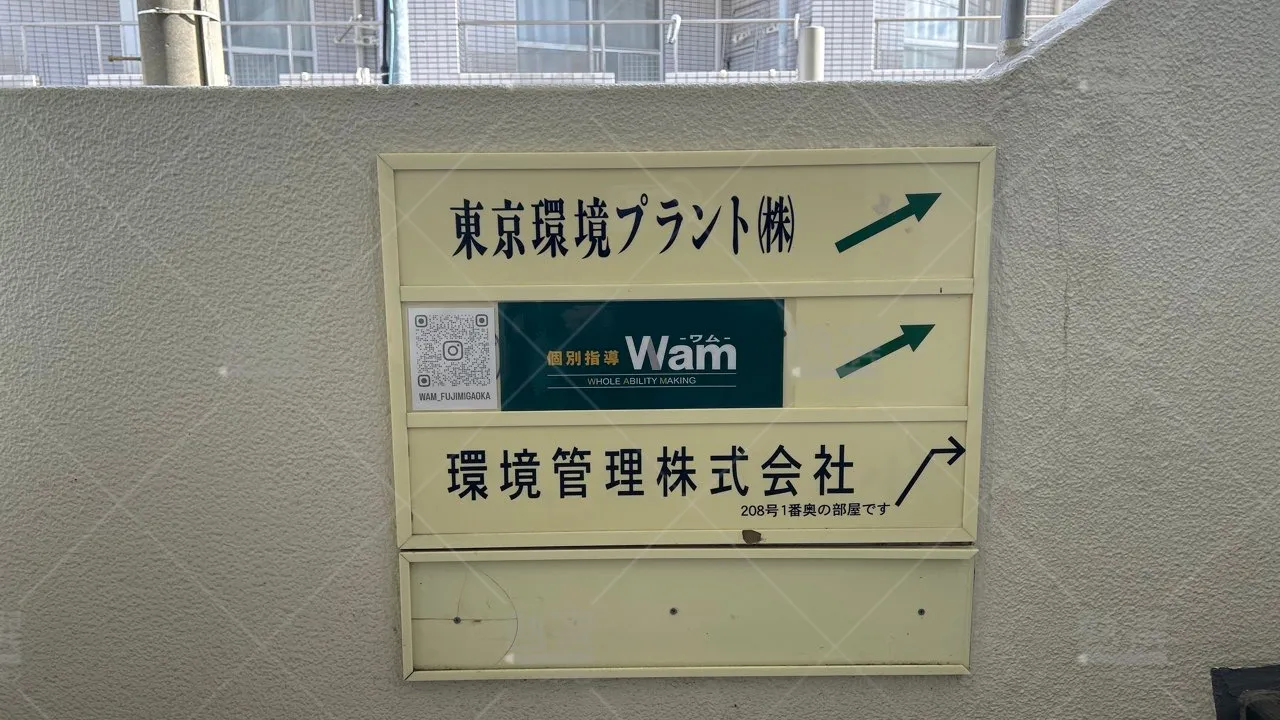 東京環境プラント㈱
-ワム-
個別指導 Wam
WHOLE ABILITY MAKING
WAM_FUJIMIGAOKA
環境管理株式会社
208号1番奥の部屋です